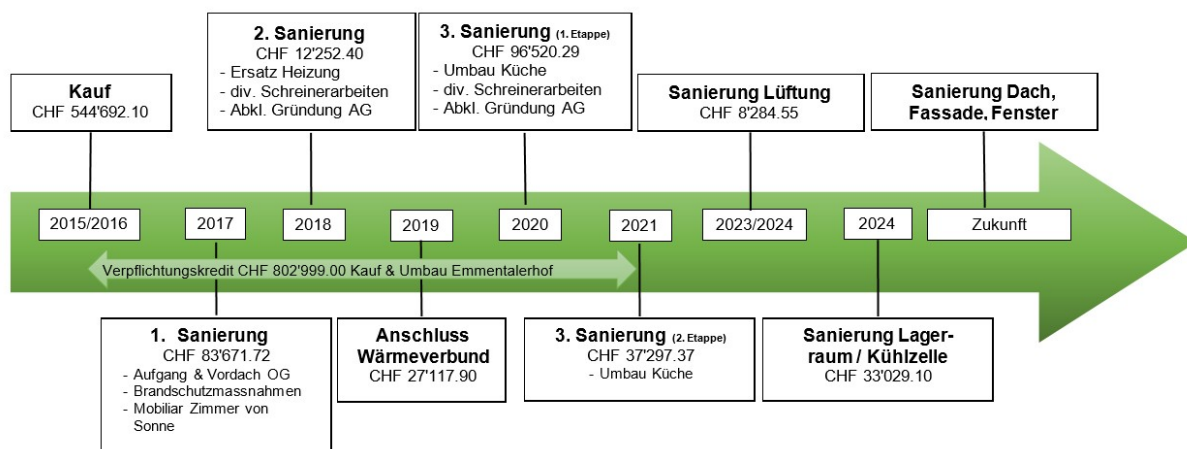 2. Sanierung
CHF 12'252.40
- Ersatz Heizung
- div. Schreinerarbeiten
- Abkl. Gründung AG
3. Sanierung (1. Etappe)
CHF 96'520.29
- Umbau Küche
- div. Schreinerarbeiten
- Abkl. Gründung AG
Kauf
CHF 544'692.10
Sanierung Lüftung
CHF 8'284.55
Sanierung Dach,
Fassade, Fenster
2015/2016
2017
2018
2019
2020
2021
2023/2024
2024
Zukunft
Verpflichtungskredit CHF 802'999.00 Kauf & Umbau Emmentalerhof
1. Sanierung
CHF 83'671.72
- Aufgang & Vordach OG
- Brandschutzmassnahmen
- Mobiliar Zimmer von
Sonne
Anschluss
Wärmeverbund
CHF 27'117.90
3. Sanierung (2. Etappe)
CHF 37'297.37
- Umbau Küche
Sanierung Lager-
raum / Kühlzelle
CHF 33'029.10